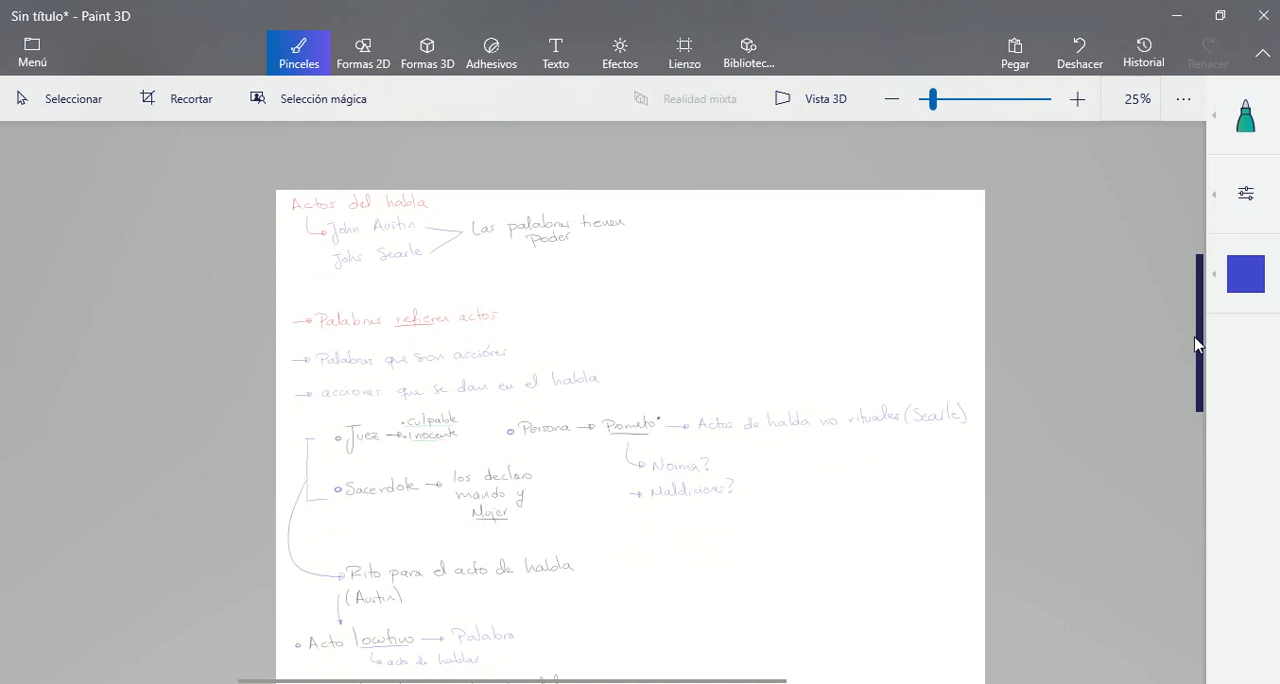 Sin título* - Paint 3D
Menú
Pinceles
Formas 2D
Formas 3D
Adhesivos
Texto
Efectos
Lienzo
Bibliotec...
Pegar
Deshacer
Historial
Rehacer
Seleccionar
Recortar
Selección mágica
Realidad mixta
Vista 3D
25%
Actos del habla
John Austin
Las palabras tienen
poder
John Searle
→ Palabras refieren actos
→ Palabras que son acciones
→ acciones que se dan en el habla
• Juez → • culpable
• Inocente
• Persona → Prometo • → Actos de halda no rituales (Searle)
Norma?
→ Maldiciones?
• Sacerdote → los declaro
marido y
Mujer
Rito para el acto de habla
(Austin)
• Acto locutivo → Palabra
acto de hablar